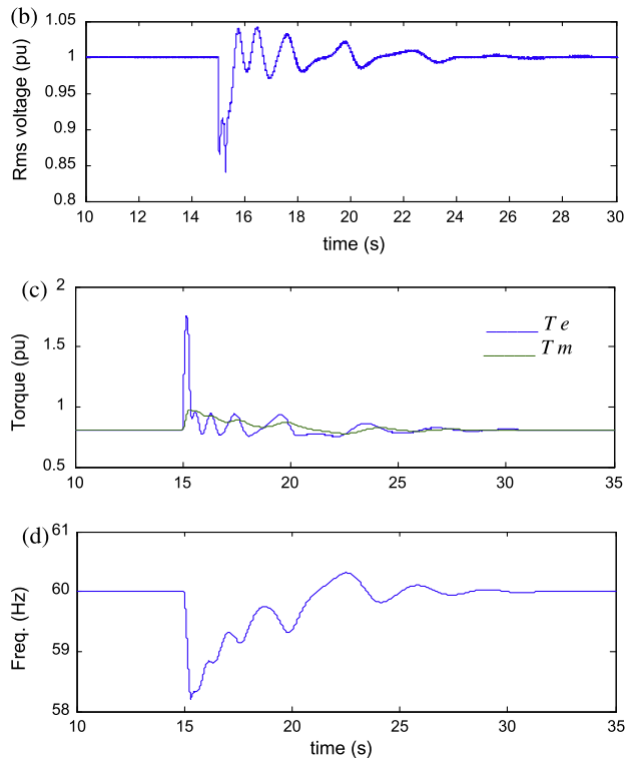 (b)
1.05
1
0.95
0.9
0.85
0.8
Rms voltage (pu)
10 12 14 16 18 20 22 24 26 28 30
time (s)
(c)
2
1.5
1
0.5
Torque (pu)
T e
T m
10 15 20 25 30 35
(d)
61
60
59
58
Freq. (Hz)
10 15 20 25 30 35
time (s)